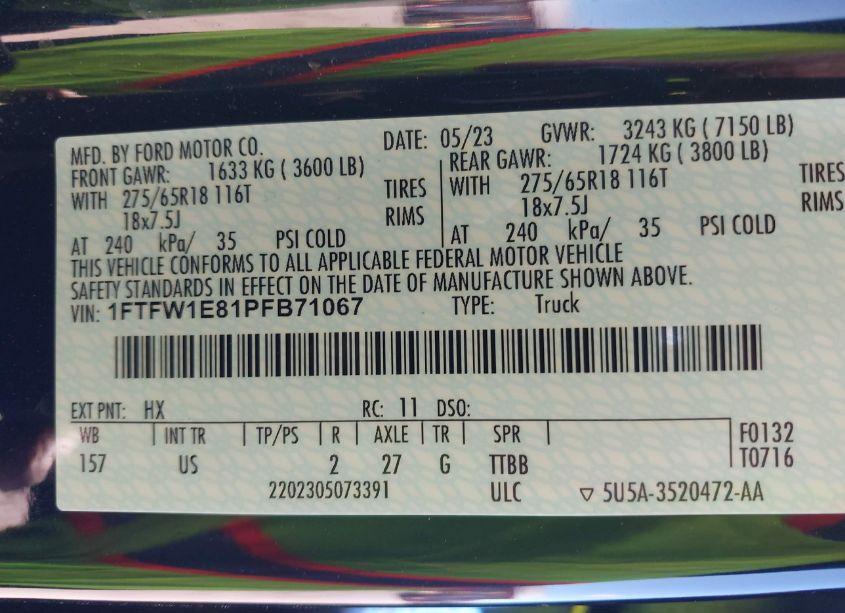 MFD. BY FORD MOTOR CO. DATE: 05/23 GVWR: 3243 KG ( 7150 LB)
FRONT GAWR: 1633 KG ( 3600 LB) REAR GAWR: 1724 KG ( 3800 LB)
WITH 275/65R18 116T TIRES WITH 275/65R18 116T TIRES
18x7.5J RIMS 18x7.5J RIMS
AT 240 kPa/ 35 PSI COLD AT 240 kPa/ 35 PSI COLD
THIS VEHICLE CONFORMS TO ALL APPLICABLE FEDERAL MOTOR VEHICLE
SAFETY STANDARDS IN EFFECT ON THE DATE OF MANUFACTURE SHOWN ABOVE.
VIN: 1FTFW1E81PFB71067 TYPE: Truck
EXT PNT: HX RC: 11 DSO:
WB INT TR TP/PS R AXLE TR SPR F0132
157 US 2 27 G TTBB T0716
2202305073391 ULC ▽ 5U5A-3520472-AA